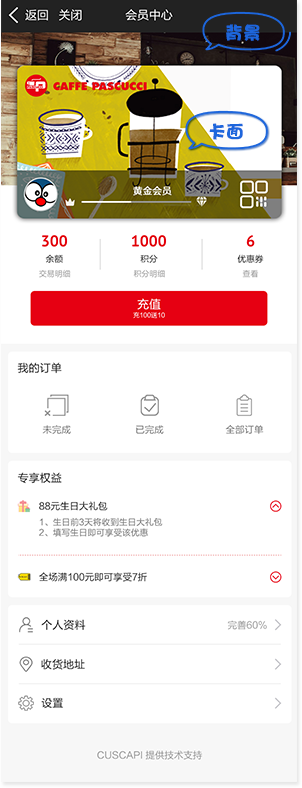 返回 关闭 会员中心
背景
GAFFE PASCUCCI
卡面
黄金会员
300 1000 6
余额 积分 优惠券
交易明细 积分明细 查看
充值
充100送10
我的订单
未完成 已完成 全部订单
专享权益
88元生日大礼包
1、生日前3天将收到生日大礼包
2、填写生日即可享受该优惠
全场满100元即可享受7折
个人资料 完善60%
收货地址
设置
CUSCAPI 提供技术支持